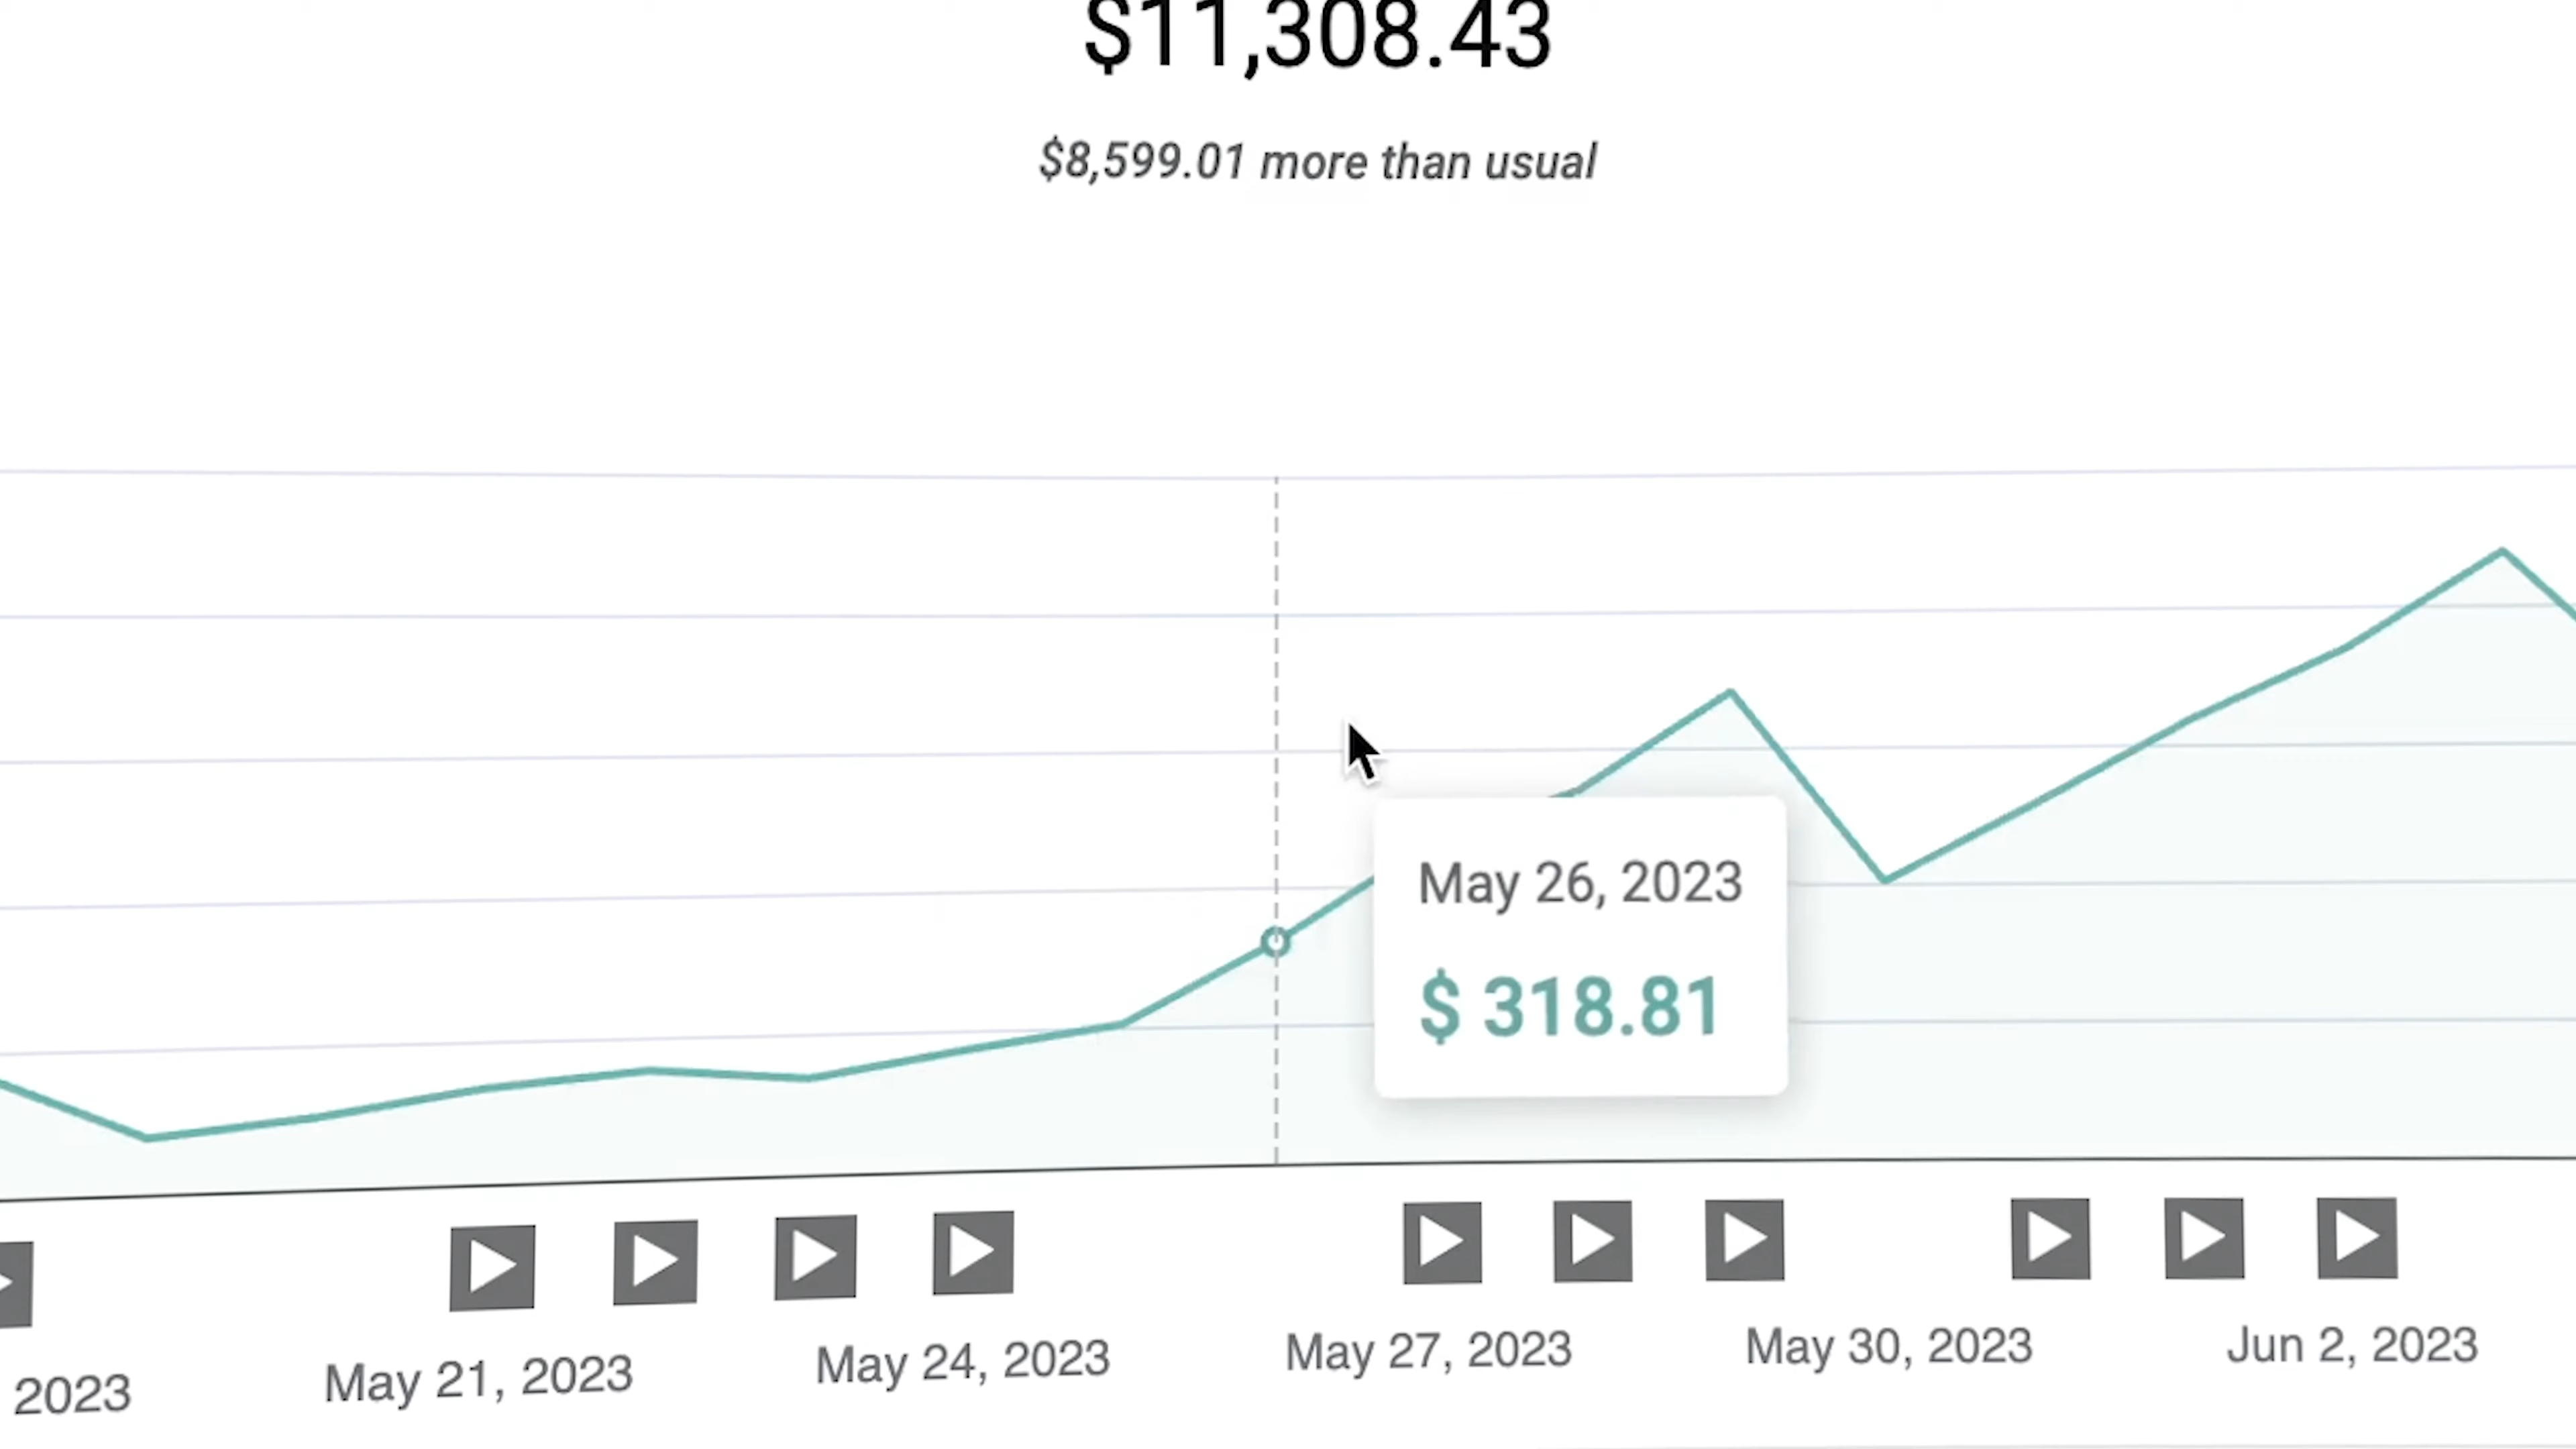 $11,308.43
$8,599.01 more than usual
May 26, 2023
$ 318.81
2023
May 21, 2023
May 24, 2023
May 27, 2023
May 30, 2023
Jun 2, 2023